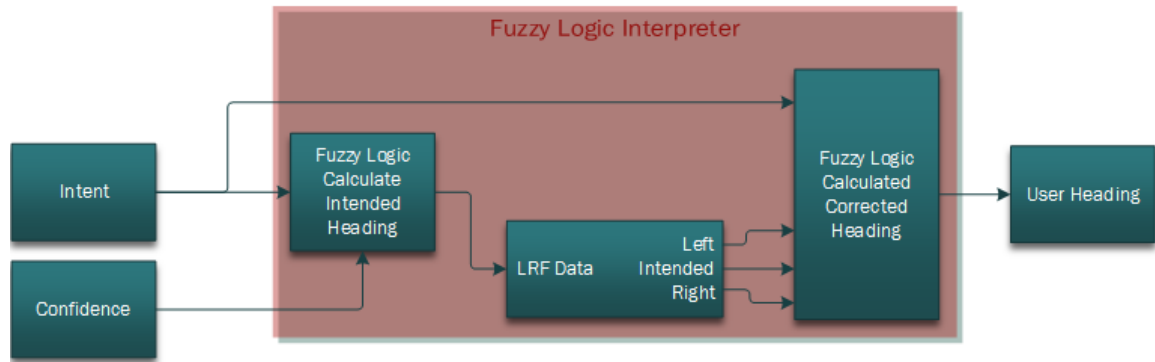 Fuzzy Logic Interpreter
Intent
Confidence
Fuzzy Logic
Calculate
Intended
Heading
LRF Data
Left
Intended
Right
Fuzzy Logic
Calculated
Corrected
Heading
User Heading